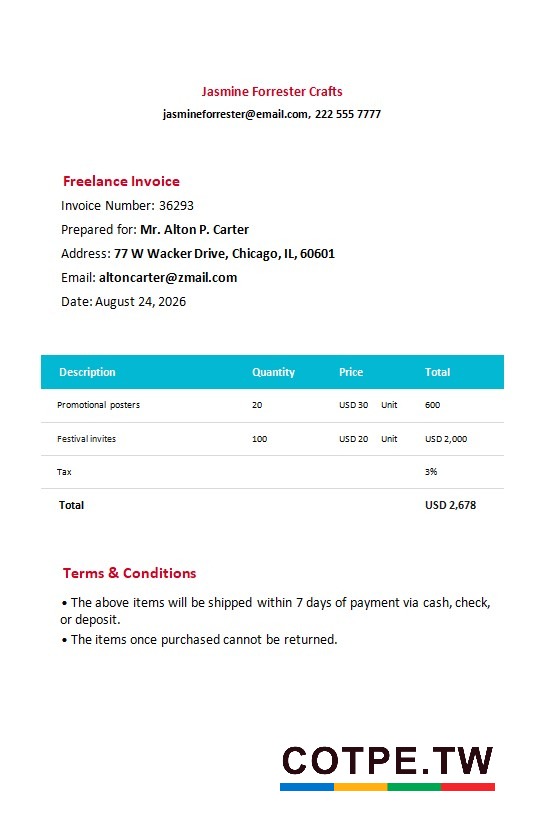 Jasmine Forrester Crafts
jasmineforrester@email.com, 222 555 7777
Freelance Invoice
Invoice Number: 36293
Prepared for: Mr. Alton P. Carter
Address: 77 W Wacker Drive, Chicago, IL, 60601
Email: altoncarter@zmail.com
Date: August 24, 2026
Description Quantity Price Total
Promotional posters 20 USD 30 Unit 600
Festival invites 100 USD 20 Unit USD 2,000
Tax 3%
Total USD 2,678
Terms & Conditions
• The above items will be shipped within 7 days of payment via cash, check,
or deposit.
• The items once purchased cannot be returned.
COTPE.TW